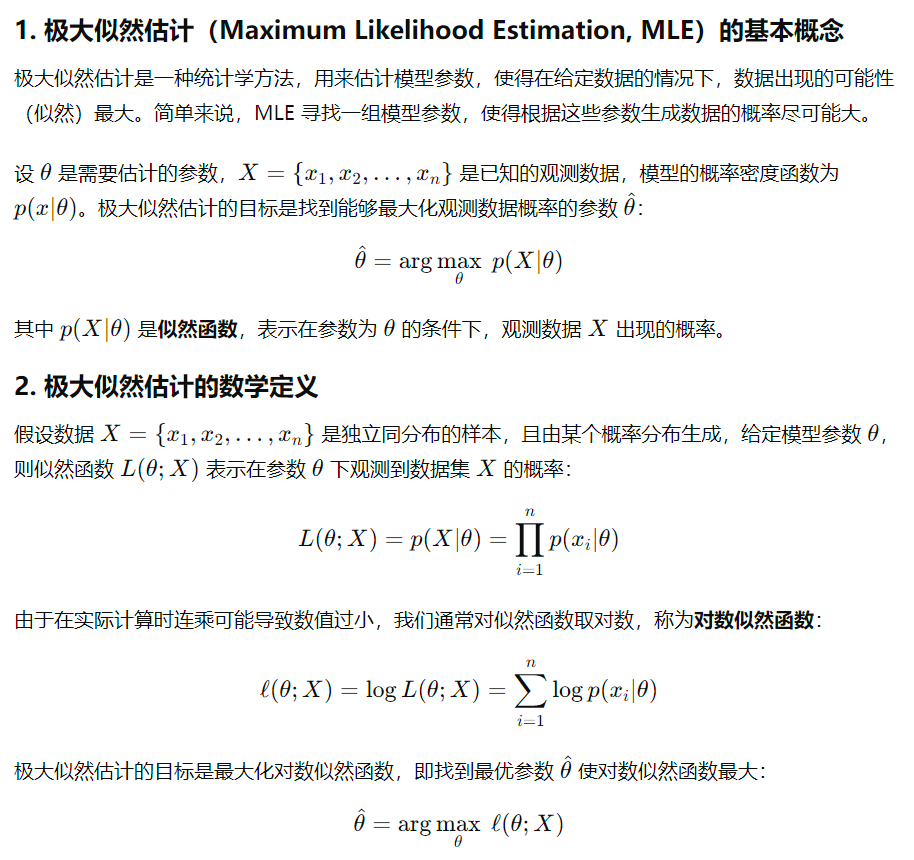 1. 极大似然估计（Maximum Likelihood Estimation, MLE）的基本概念
极大似然估计是一种统计学方法，用来估计模型参数，使得在给定数据的情况下，数据出现的可能性
（似然）最大。简单来说，MLE 寻找一组模型参数，使得根据这些参数生成数据的概率尽可能大。
设 θ 是需要估计的参数，X = {x₁, x₂, . . . , xₙ} 是已知的观测数据，模型的概率密度函数为
p(x|θ)。极大似然估计的目标是找到能够最大化观测数据概率的参数 θ̂：
θ̂ = arg max_θ p(X|θ)
其中 p(X|θ) 是似然函数，表示在参数为 θ 的条件下，观测数据 X 出现的概率。
2. 极大似然估计的数学定义
假设数据 X = {x₁, x₂, . . . , xₙ} 是独立同分布的样本，且由某个概率分布生成，给定模型参数 θ，
则似然函数 L(θ; X) 表示在参数 θ 下观测到数据集 X 的概率：
L(θ; X) = p(X|θ) = ∏_{i=1}^{n} p(xᵢ|θ)
由于在实际计算时连乘可能导致数值过小，我们通常对似然函数取对数，称为对数似然函数：
ℓ(θ; X) = log L(θ; X) = ∑_{i=1}^{n} log p(xᵢ|θ)
极大似然估计的目标是最大化对数似然函数，即找到最优参数 θ̂ 使对数似然函数最大：
θ̂ = arg max_θ ℓ(θ; X)